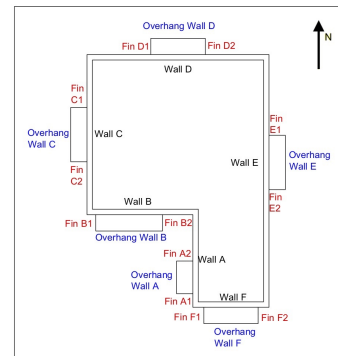 Overhang Wall D
N
Fin D1
Fin D2
Wall D
Fin
C1
Overhang
Wall C
Wall C
Fin
C2
Fin
E1
Wall E
Overhang
Wall E
Fin
E2
Wall B
Fin B1
Fin B2
Overhang Wall B
Fin A2
Wall A
Overhang
Wall A
Fin A1
Wall F
Fin F1
Fin F2
Overhang
Wall F